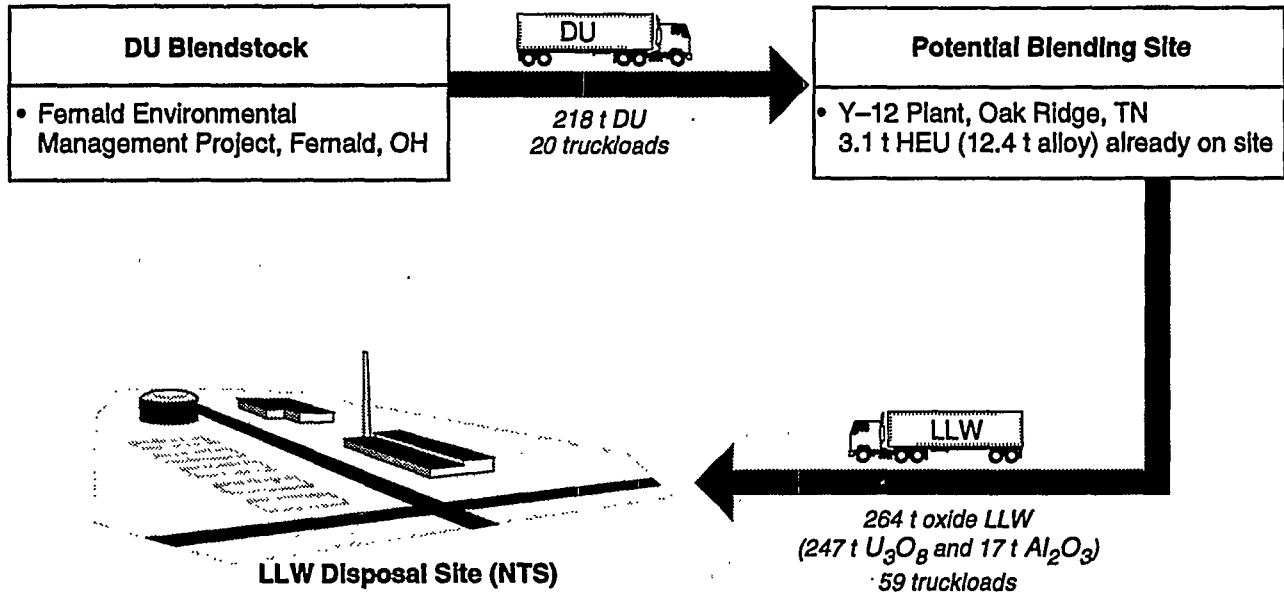 DU Blendstock
• Fernald Environmental
Management Project, Fernald, OH
DU
218 t DU
20 truckloads
Potential Blending Site
• Y–12 Plant, Oak Ridge, TN
3.1 t HEU (12.4 t alloy) already on site
LLW
264 t oxide LLW
(247 t U₃O₈ and 17 t Al₂O₃)
59 truckloads
LLW Disposal Site (NTS)